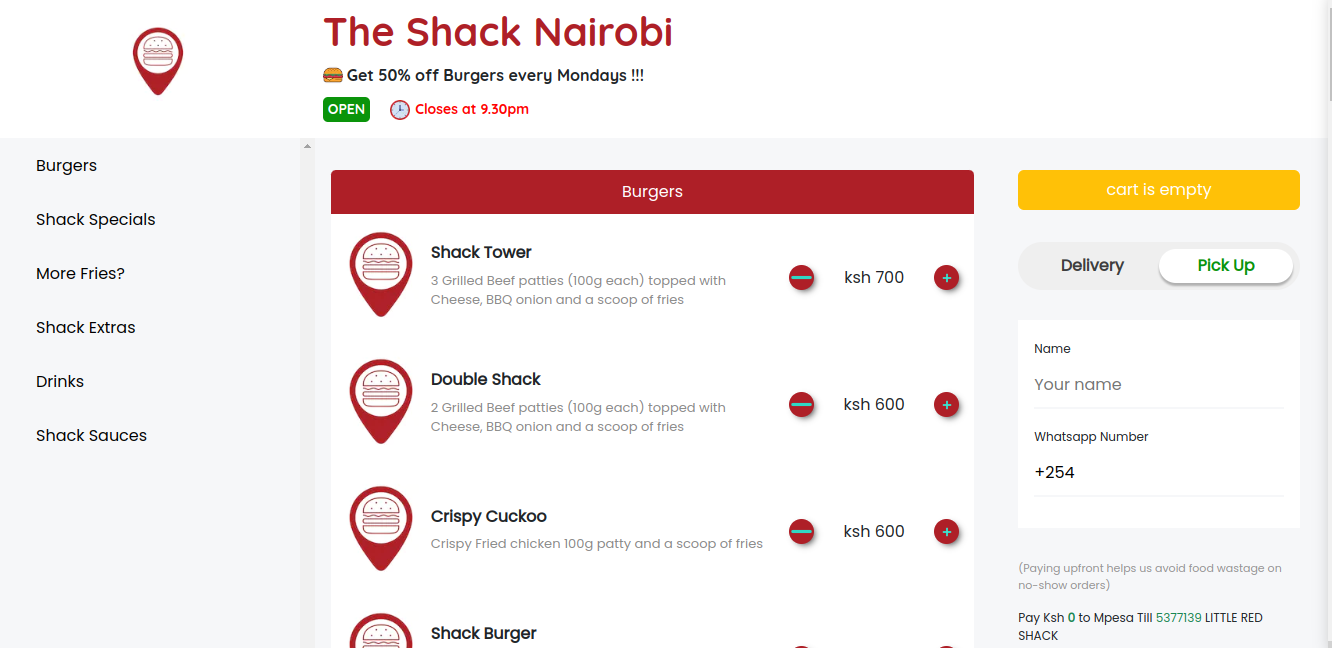 The Shack Nairobi
🍔 Get 50% off Burgers every Mondays !!!
OPEN
🕒 Closes at 9.30pm
Burgers
Shack Specials
More Fries?
Shack Extras
Drinks
Shack Sauces
Burgers
Shack Tower
3 Grilled Beef patties (100g each) topped with
Cheese, BBQ onion and a scoop of fries
ksh 700
Double Shack
2 Grilled Beef patties (100g each) topped with
Cheese, BBQ onion and a scoop of fries
ksh 600
Crispy Cuckoo
Crispy Fried chicken 100g patty and a scoop of fries
ksh 600
Shack Burger
cart is empty
Delivery
Pick Up
Name
Your name
Whatsapp Number
+254
(Paying upfront helps us avoid food wastage on
no-show orders)
Pay Ksh 0 to Mpesa Till 5377139 LITTLE RED
SHACK